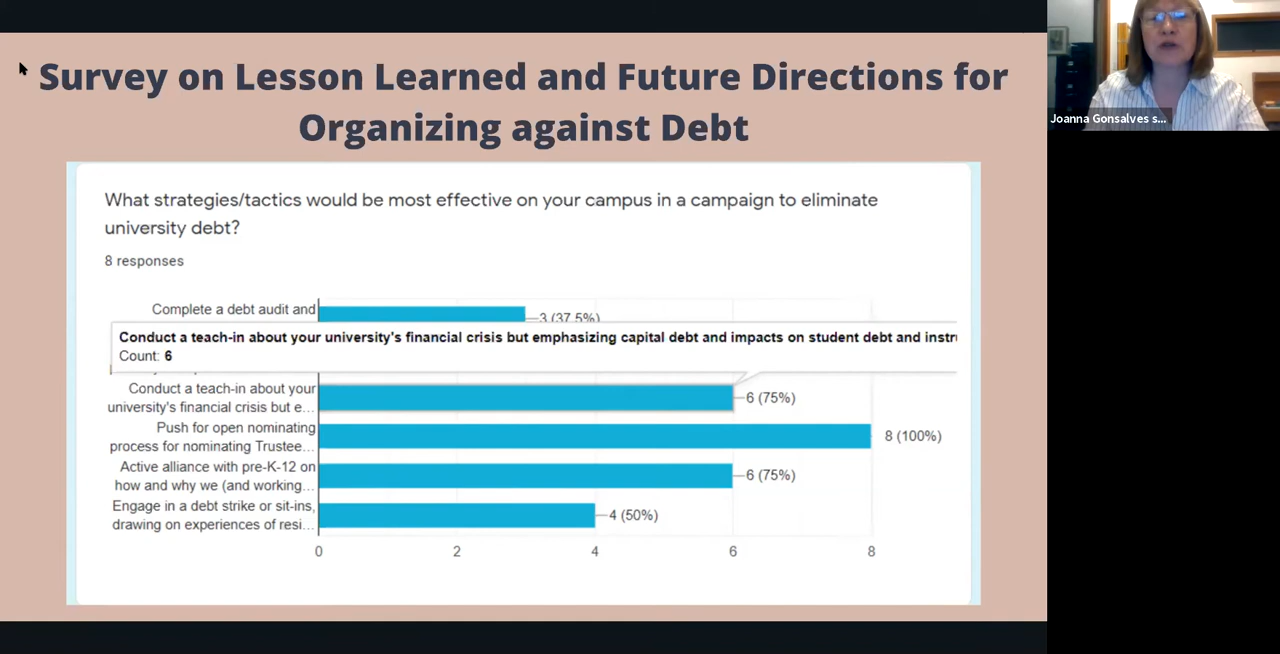 Survey on Lesson Learned and Future Directions for
Organizing against Debt
Joanna Gonsalves s...
What strategies/tactics would be most effective on your campus in a campaign to eliminate
university debt?
8 responses
Complete a debt audit and
3 (37.5%)
Conduct a teach-in about your university's financial crisis but emphasizing capital debt and impacts on student debt and instru
Count: 6
Conduct a teach-in about your
university's financial crisis but e...
6 (75%)
Push for open nominating
process for nominating Trustee...
8 (100%)
Active alliance with pre-K-12 on
how and why we (and working...
6 (75%)
Engage in a debt strike or sit-ins,
drawing on experiences of resi...
4 (50%)
0 2 4 6 8